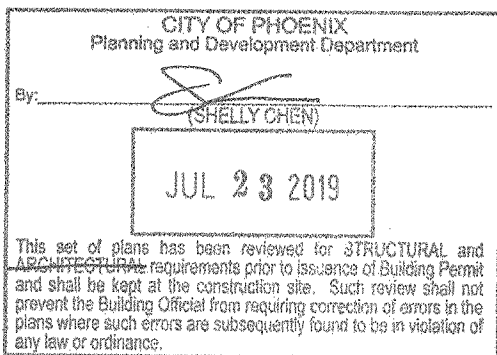 CITY OF PHOENIX
Planning and Development Department
By:
(SHELLY CHEN)
JUL 23 2019
This set of plans has been reviewed for STRUCTURAL and
ARCHITECTURAL requirements prior to issuance of Building Permit
and shall be kept at the construction site. Such review shall not
prevent the Building Official from requiring correction of errors in the
plans where such errors are subsequently found to be in violation of
any law or ordinance.